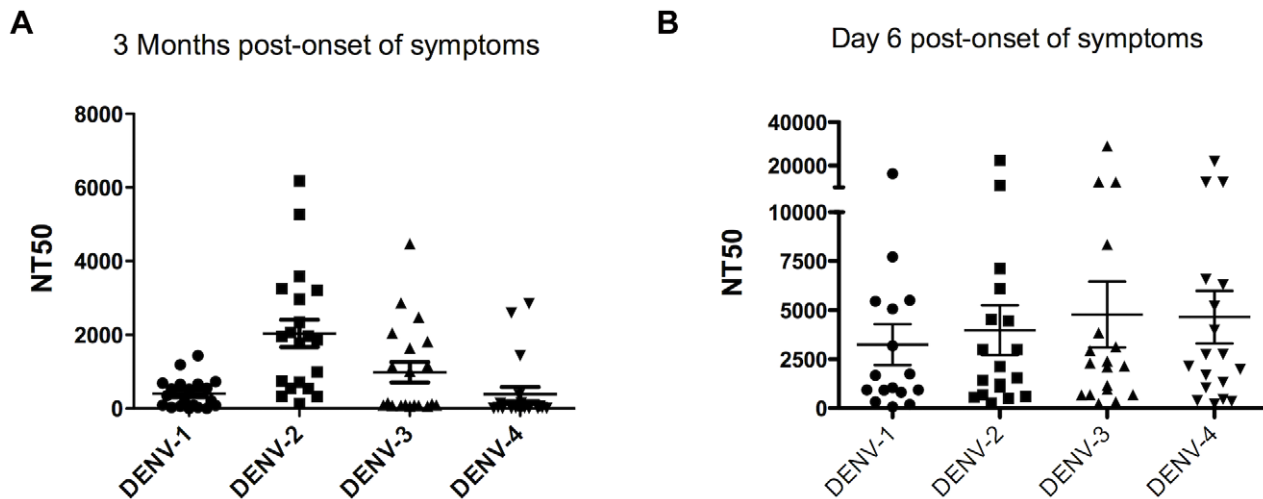 A
3 Months post-onset of symptoms
NT50
8000
6000
4000
2000
0
DENV-1
DENV-2
DENV-3
DENV-4
B
Day 6 post-onset of symptoms
NT50
40000
20000
10000
7500
5000
2500
0
DENV-1
DENV-2
DENV-3
DENV-4